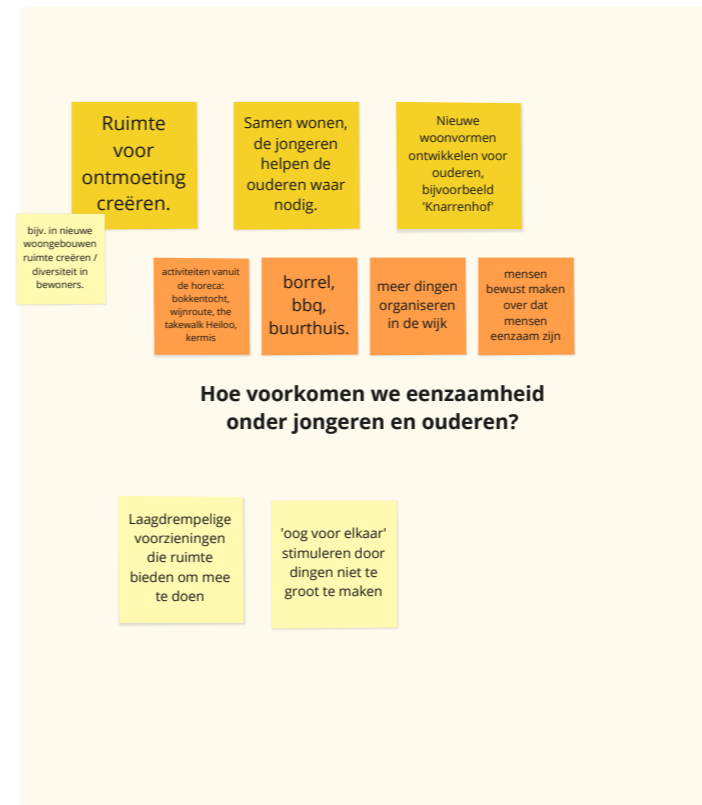 Ruimte
voor
ontmoeting
creëren.
Samen wonen,
de jongeren
helpen de
ouderen waar
nodig.
Nieuwe
woonvormen
ontwikkelen voor
ouderen,
bijvoorbeeld
'Knarrenhof'
bijv. in nieuwe
woongebouwen
ruimte creëren /
diversiteit in
bewoners.
activiteiten vanuit
de horeca:
bokkentocht,
wijnroute, the
takewalk Heiloo,
kermis
borrel,
bbq,
buurthuis.
meer dingen
organiseren
in de wijk
mensen
bewust maken
over dat
mensen
eenzaam zijn
Hoe voorkomen we eenzaamheid
onder jongeren en ouderen?
Laagdrempelige
voorzieningen
die ruimte
bieden om mee
te doen
'oog voor elkaar'
stimuleren door
dingen niet te
groot te maken